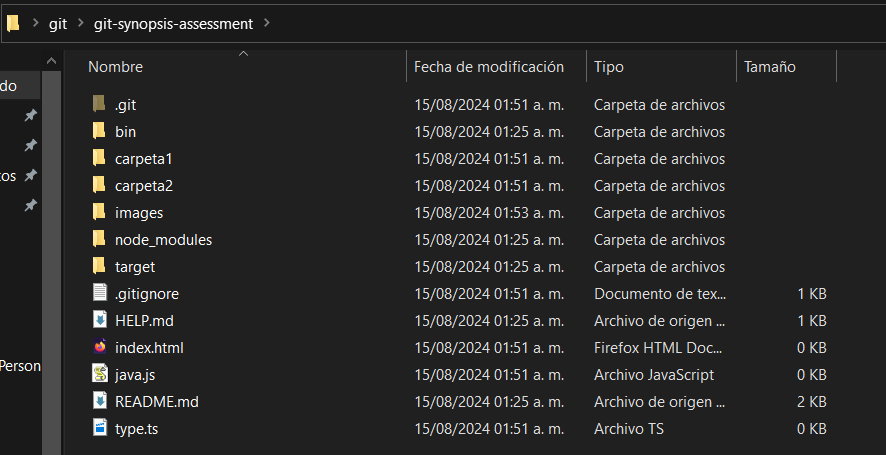 git > git-synopsis-assessment >
Nombre Fecha de modificación Tipo Tamaño
do
.git 15/08/2024 01:51 a. m. Carpeta de archivos
bin 15/08/2024 01:25 a. m. Carpeta de archivos
carpeta1 15/08/2024 01:51 a. m. Carpeta de archivos
tos carpeta2 15/08/2024 01:51 a. m. Carpeta de archivos
images 15/08/2024 01:53 a. m. Carpeta de archivos
node_modules 15/08/2024 01:25 a. m. Carpeta de archivos
target 15/08/2024 01:25 a. m. Carpeta de archivos
.gitignore 15/08/2024 01:51 a. m. Documento de tex... 1 KB
HELP.md 15/08/2024 01:25 a. m. Archivo de origen ... 1 KB
index.html 15/08/2024 01:51 a. m. Firefox HTML Doc... 0 KB
Person
java.js 15/08/2024 01:51 a. m. Archivo JavaScript 0 KB
README.md 15/08/2024 01:25 a. m. Archivo de origen ... 2 KB
type.ts 15/08/2024 01:51 a. m. Archivo TS 0 KB